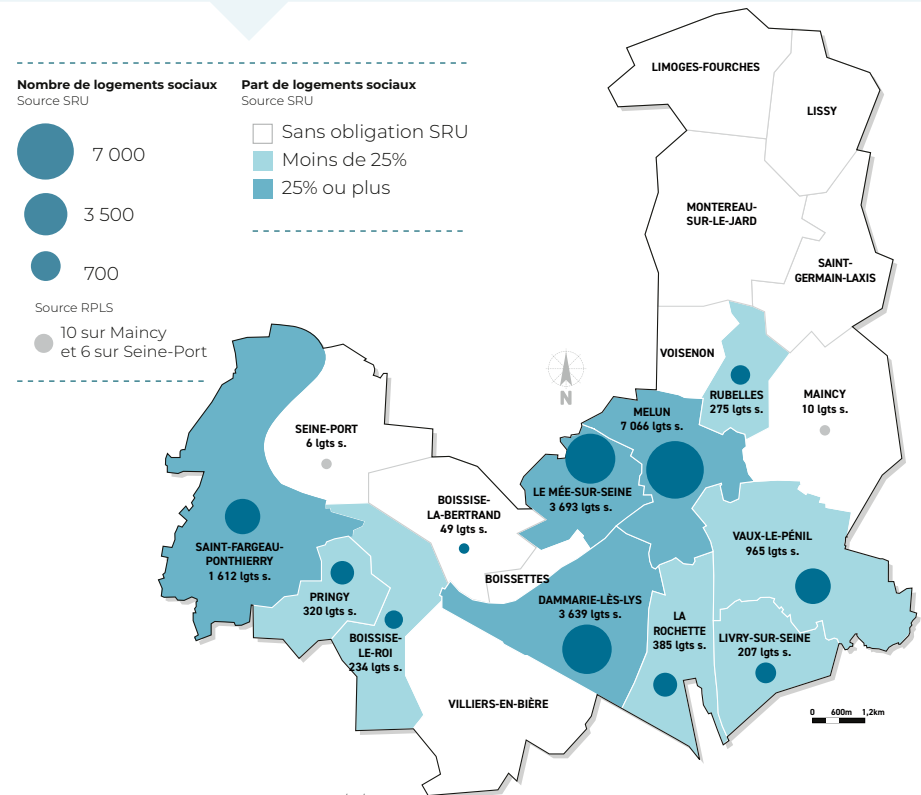 Nombre de logements sociaux
Source SRU
7 000
3 500
700
Source RPLS
10 sur Maincy
et 6 sur Seine-Port
Part de logements sociaux
Source SRU
Sans obligation SRU
Moins de 25%
25% ou plus
LIMOGES-FOURCHES
LISSY
MONTEREAU-
SUR-LE-JARD
SAINT-
GERMAIN-LAXIS
VOISENON
RUBELLES
275 lgts s.
MAINCY
10 lgts s.
N
MELUN
7 066 lgts s.
SEINE-PORT
6 lgts s.
LE MÉE-SUR-SEINE
3 693 lgts s.
BOISSISE-
LA-BERTRAND
49 lgts s.
VAUX-LE-PÉNIL
965 lgts s.
SAINT-FARGEAU-
PONTHIERRY
1 612 lgts s.
BOISSETTES
PRINGY
320 lgts s.
DAMMARIE-LÈS-LYS
3 639 lgts s.
LA
ROCHETTE
385 lgts s.
BOISSISE-
LE-ROI
234 lgts s.
LIVRY-SUR-SEINE
207 lgts s.
VILLIERS-EN-BIÈRE
0 600m 1,2km